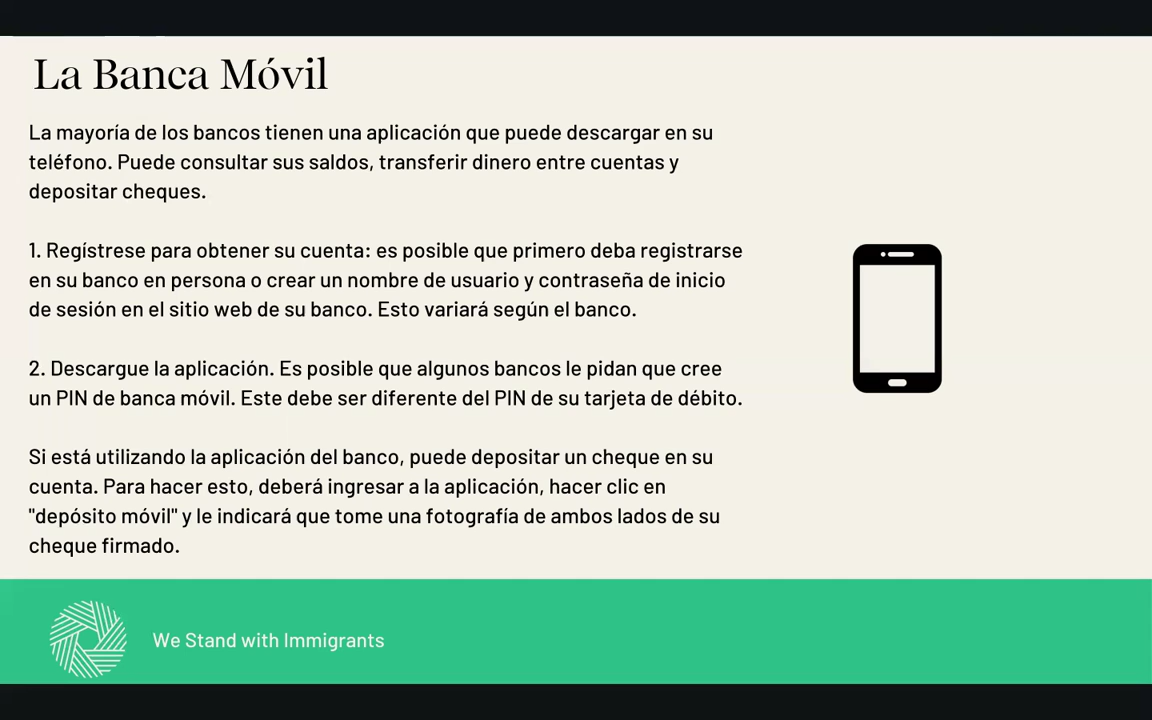 La Banca Móvil
La mayoría de los bancos tienen una aplicación que puede descargar en su
teléfono. Puede consultar sus saldos, transferir dinero entre cuentas y
depositar cheques.
1. Regístrese para obtener su cuenta: es posible que primero deba registrarse
en su banco en persona o crear un nombre de usuario y contraseña de inicio
de sesión en el sitio web de su banco. Esto variará según el banco.
2. Descargue la aplicación. Es posible que algunos bancos le pidan que cree
un PIN de banca móvil. Este debe ser diferente del PIN de su tarjeta de débito.
Si está utilizando la aplicación del banco, puede depositar un cheque en su
cuenta. Para hacer esto, deberá ingresar a la aplicación, hacer clic en
"depósito móvil" y le indicará que tome una fotografía de ambos lados de su
cheque firmado.
We Stand with Immigrants